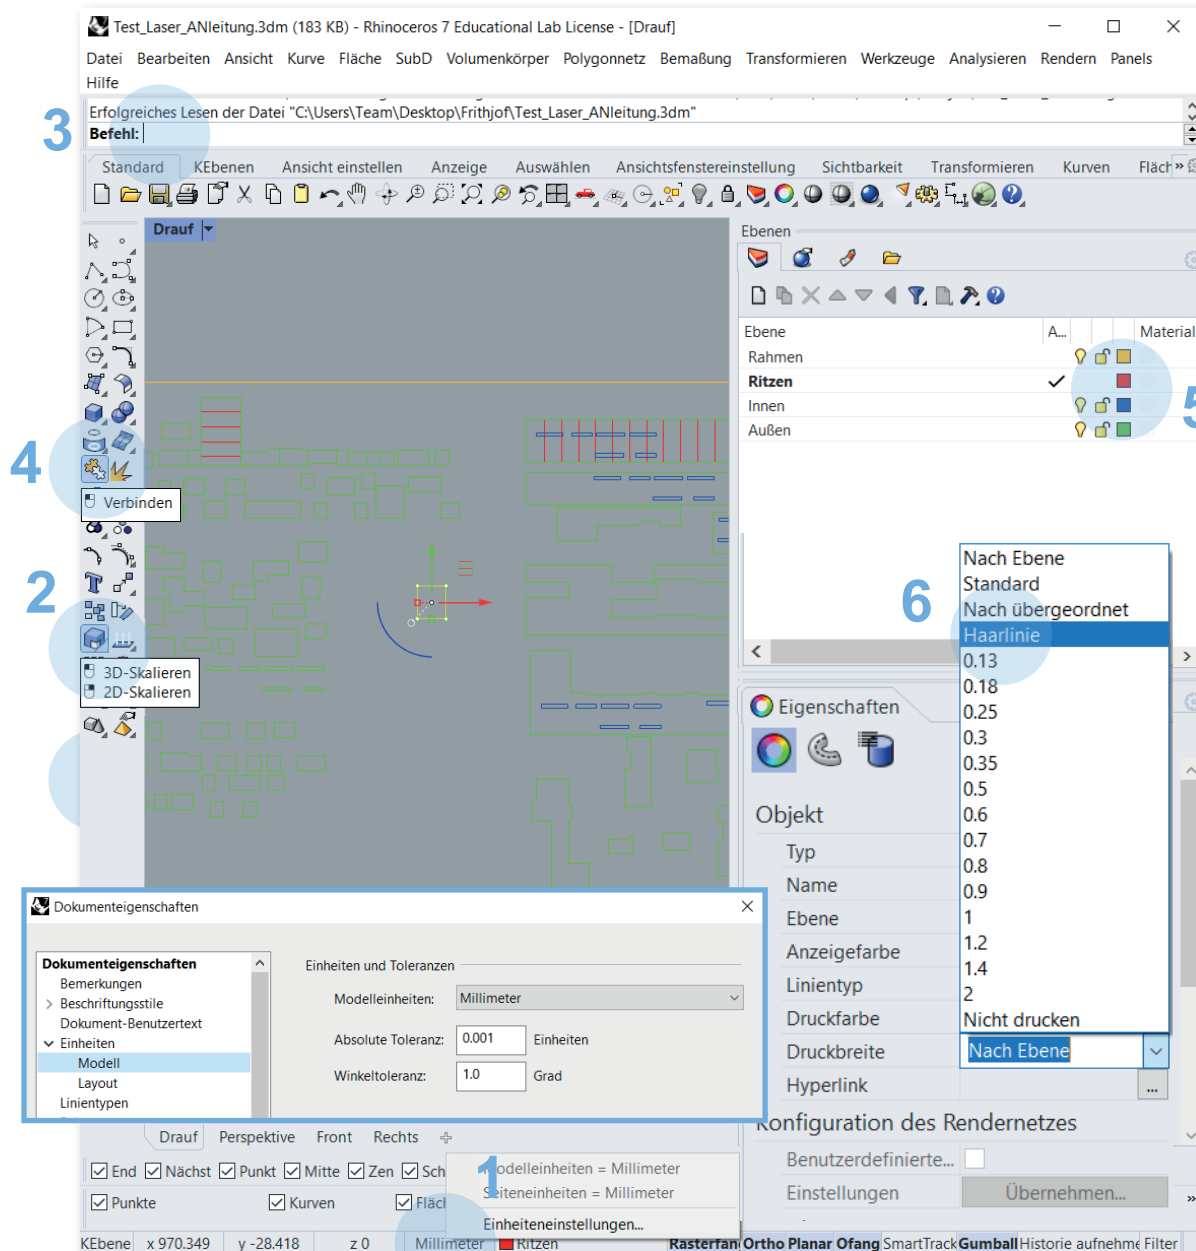 Test_Laser_ANleitung.3dm (183 KB) - Rhinoceros 7 Educational Lab License - [Drauf]
Datei Bearbeiten Ansicht Kurve Fläche SubD Volumenkörper Polygonnetz Bemaßung Transformieren Werkzeuge Analysieren Rendern Panels
Hilfe
Erfolgreiches Lesen der Datei "C:\Users\Team\Desktop\Frithjof\Test_Laser_ANleitung.3dm"
3
Befehl:
Standard KEbenen Ansicht einstellen Anzeige Auswählen Ansichtsfenstereinstellung Sichtbarkeit Transformieren Kurven Fläch »
Drauf
Ebenen
Ebene A... Material
Rahmen
Ritzen
Innen
Außen
5
4
Verbinden
2
3D-Skalieren
2D-Skalieren
6
Nach Ebene
Standard
Nach übergeordnet
Haarlinie
0.13
0.18
0.25
0.3
0.35
0.5
0.6
0.7
0.8
0.9
1
1.2
1.4
2
Nicht drucken
Eigenschaften
Objekt
Typ
Name
Ebene
Anzeigefarbe
Linientyp
Druckfarbe
Druckbreite Nach Ebene
Hyperlink ...
Konfiguration des Rendernetzes
Benutzerdefinierte...
Einstellungen Übernehmen... »
Dokumenteigenschaften
Dokumenteigenschaften
Bemerkungen
Beschriftungsstile
Dokument-Benutzertext
Einheiten
Modell
Layout
Linientypen
Einheiten und Toleranzen
Modelleinheiten: Millimeter
Absolute Toleranz: 0.001 Einheiten
Winkeltoleranz: 1.0 Grad
Drauf Perspektive Front Rechts
End Nächst Punkt Mitte Zen Sch
Punkte Kurven Fläch
1
Modelleinheiten = Millimeter
Seiteneinheiten = Millimeter
Einheiteneinstellungen...
KEbene x 970.349 y -28.418 z 0 Millimeter Ritzen Rasterfan Ortho Planar Ofang SmartTrack Gumball Historie aufnehme Filter